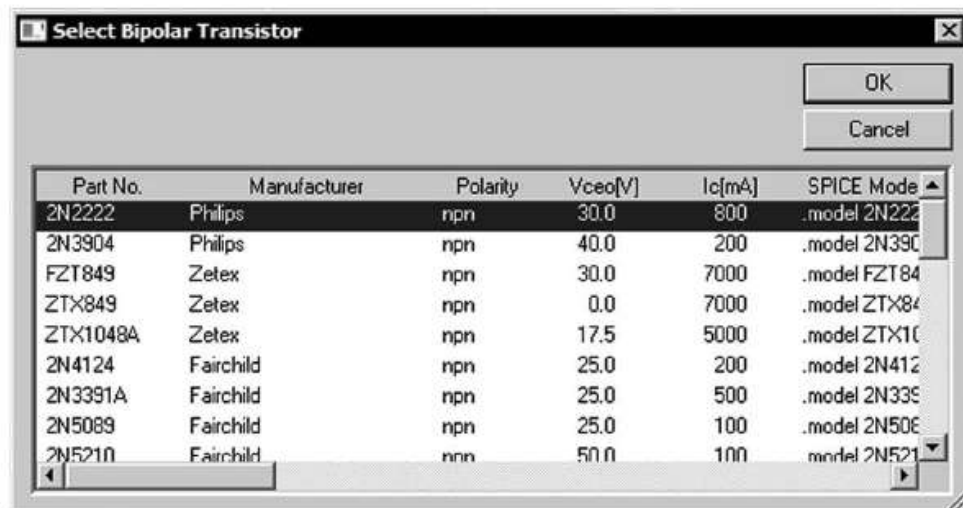 Select Bipolar Transistor
OK
Cancel
Part No. Manufacturer Polarity Vceo[V] Ic[mA] SPICE Mode
2N2222 Philips npn 30.0 800 .model 2N222
2N3904 Philips npn 40.0 200 .model 2N390
FZT849 Zetex npn 30.0 7000 .model FZT84
ZTX849 Zetex npn 0.0 7000 .model ZTX84
ZTX1048A Zetex npn 17.5 5000 .model ZTX10
2N4124 Fairchild npn 25.0 200 .model 2N412
2N3391A Fairchild npn 25.0 500 .model 2N339
2N5089 Fairchild npn 25.0 100 .model 2N508
2N5210 Fairchild npn 50.0 100 .model 2N521